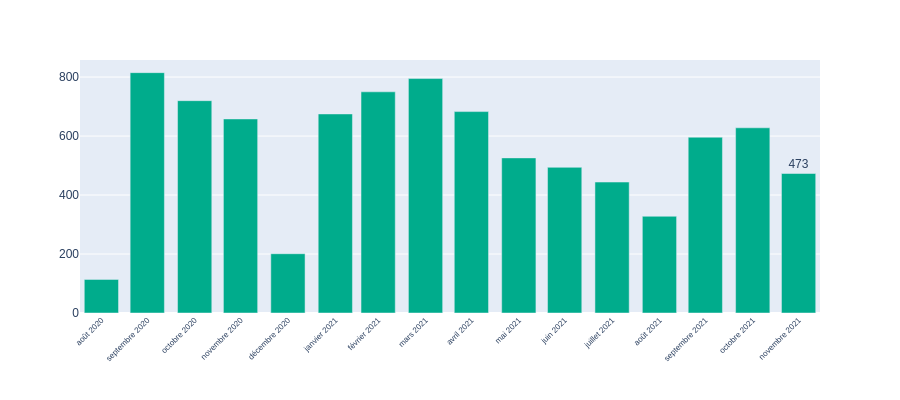 800
600
400
200
0
473
août 2020
septembre 2020
octobre 2020
novembre 2020
décembre 2020
janvier 2021
février 2021
mars 2021
avril 2021
mai 2021
juin 2021
juillet 2021
août 2021
septembre 2021
octobre 2021
novembre 2021